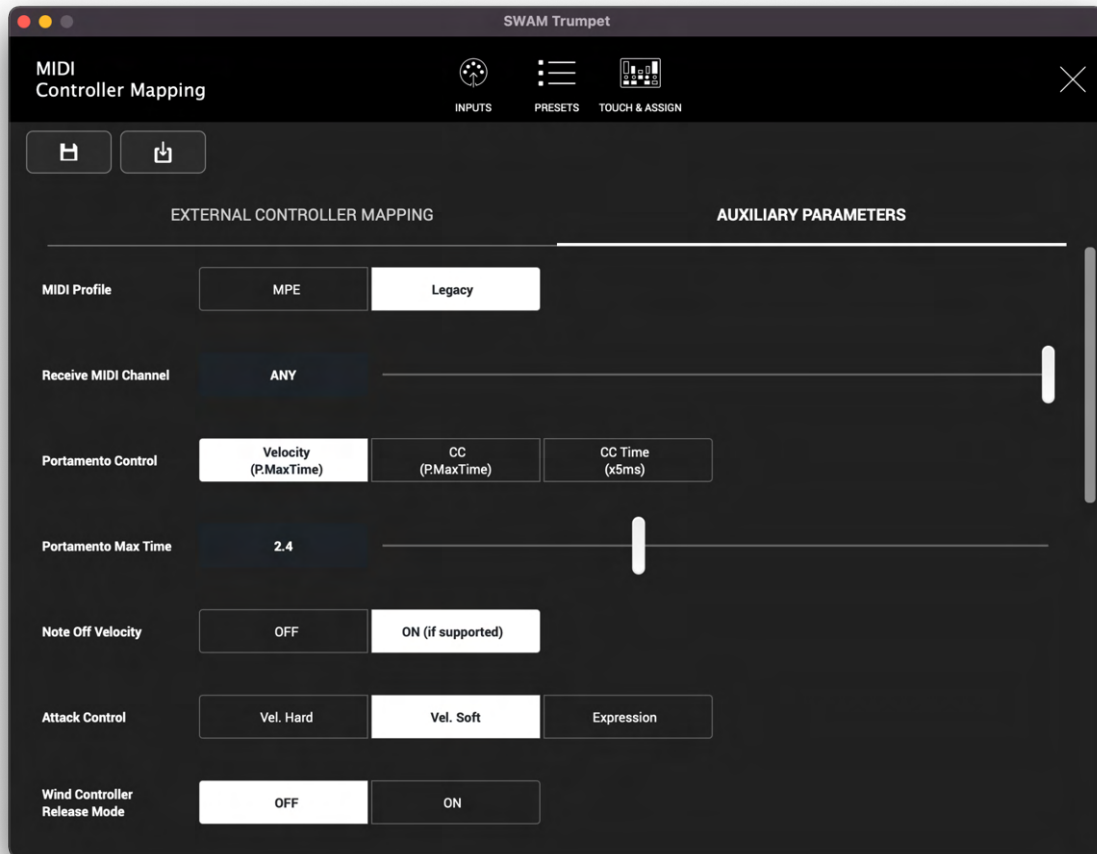 SWAM Trumpet
MIDI
Controller Mapping
INPUTS
PRESETS
TOUCH & ASSIGN
EXTERNAL CONTROLLER MAPPING
AUXILIARY PARAMETERS
MIDI Profile
MPE
Legacy
Receive MIDI Channel
ANY
Portamento Control
Velocity
(P.MaxTime)
CC
(P.MaxTime)
CC Time
(x5ms)
Portamento Max Time
2.4
Note Off Velocity
OFF
ON (if supported)
Attack Control
Vel. Hard
Vel. Soft
Expression
Wind Controller
Release Mode
OFF
ON